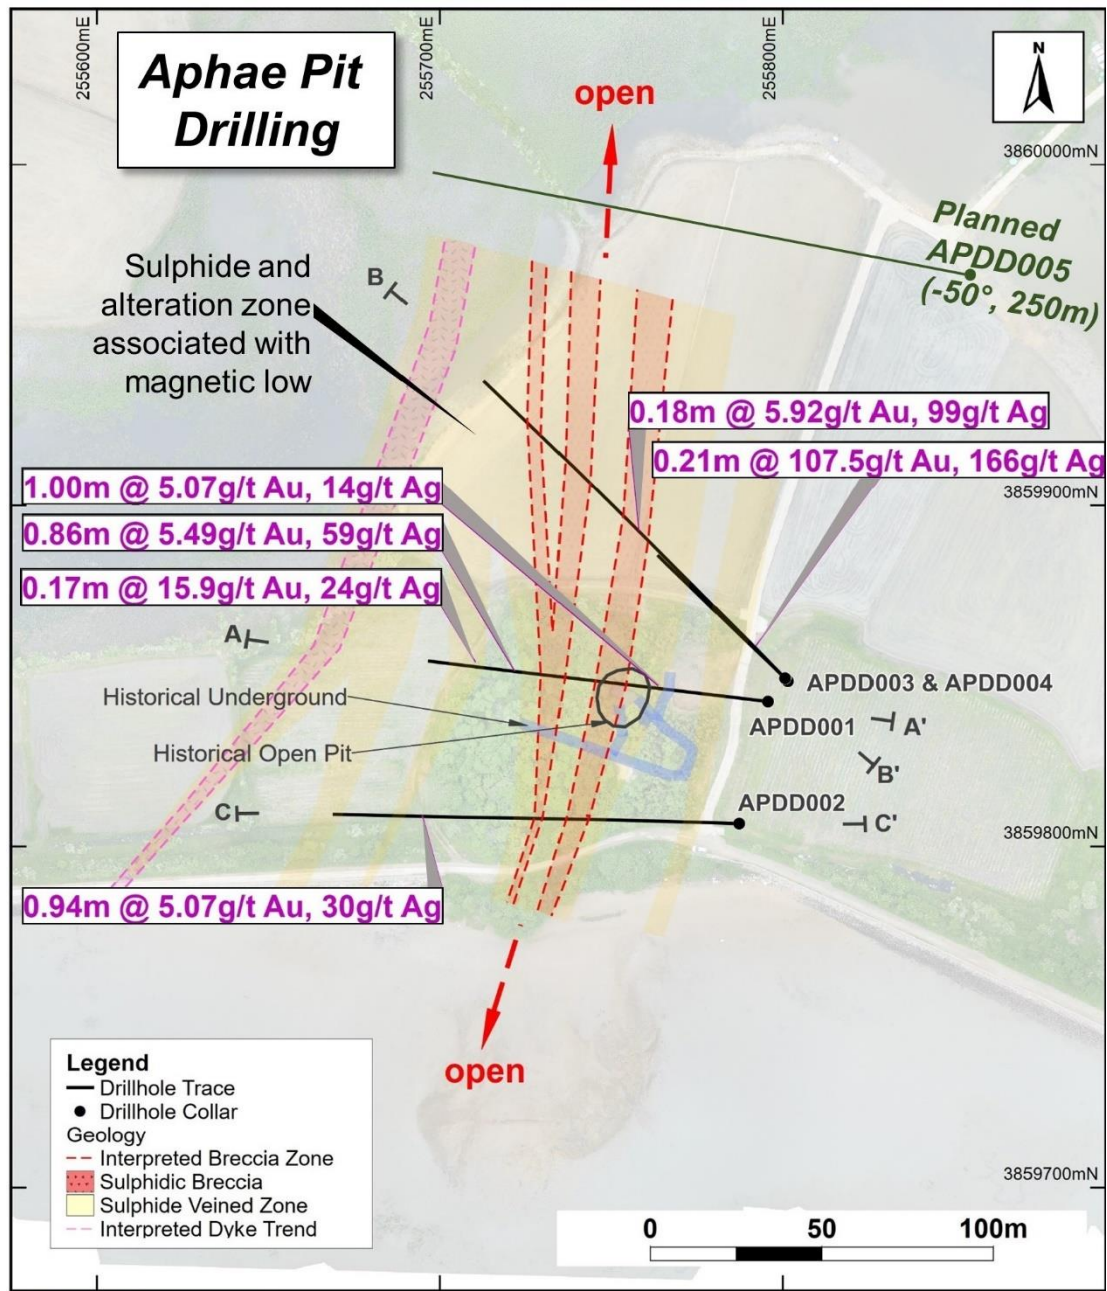 255600mE
255700mE
255800mE
Aphae Pit
Drilling
open
N
3860000mN
Planned
APDD005
(-50°, 250m)
Sulphide and
alteration zone
associated with
magnetic low
B
0.18m @ 5.92g/t Au, 99g/t Ag
0.21m @ 107.5g/t Au, 166g/t Ag
1.00m @ 5.07g/t Au, 14g/t Ag
3859900mN
0.86m @ 5.49g/t Au, 59g/t Ag
0.17m @ 15.9g/t Au, 24g/t Ag
A
APDD003 & APDD004
Historical Underground
APDD001
A'
Historical Open Pit
B'
APDD002
C
C'
3859800mN
0.94m @ 5.07g/t Au, 30g/t Ag
open
Legend
Drillhole Trace
Drillhole Collar
Geology
Interpreted Breccia Zone
Sulphidic Breccia
Sulphide Veined Zone
Interpreted Dyke Trend
3859700mN
0 50 100m